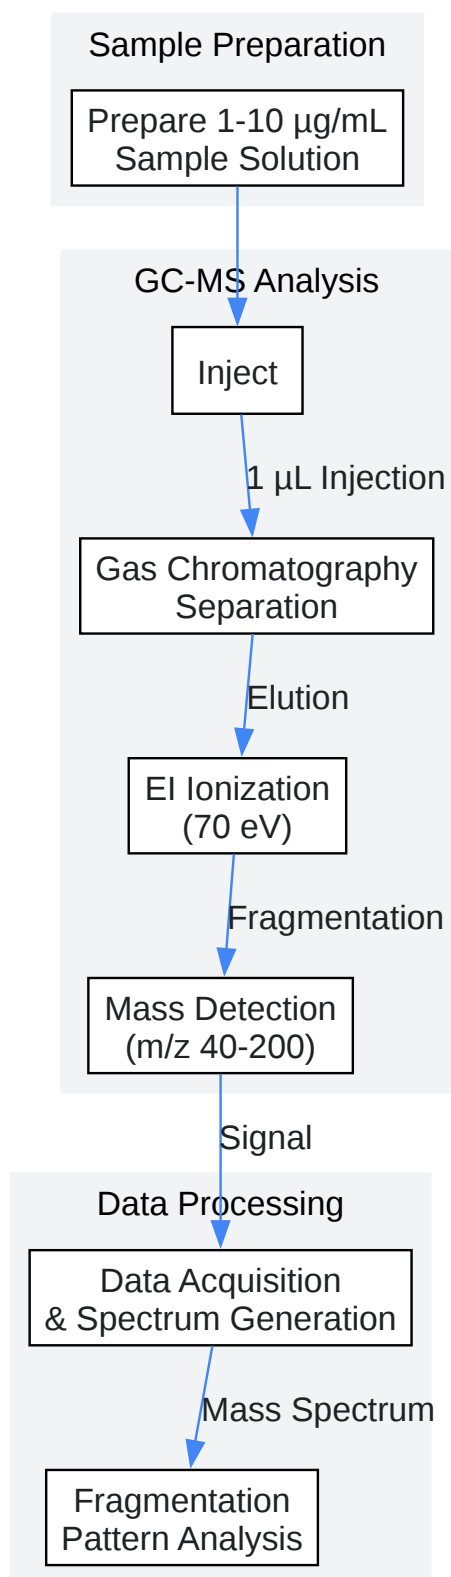 Sample Preparation
Prepare 1-10 µg/mL
Sample Solution
GC-MS Analysis
Inject
1 µL Injection
Gas Chromatography
Separation
Elution
EI Ionization
(70 eV)
Fragmentation
Mass Detection
(m/z 40-200)
Signal
Data Processing
Data Acquisition
& Spectrum Generation
Mass Spectrum
Fragmentation
Pattern Analysis